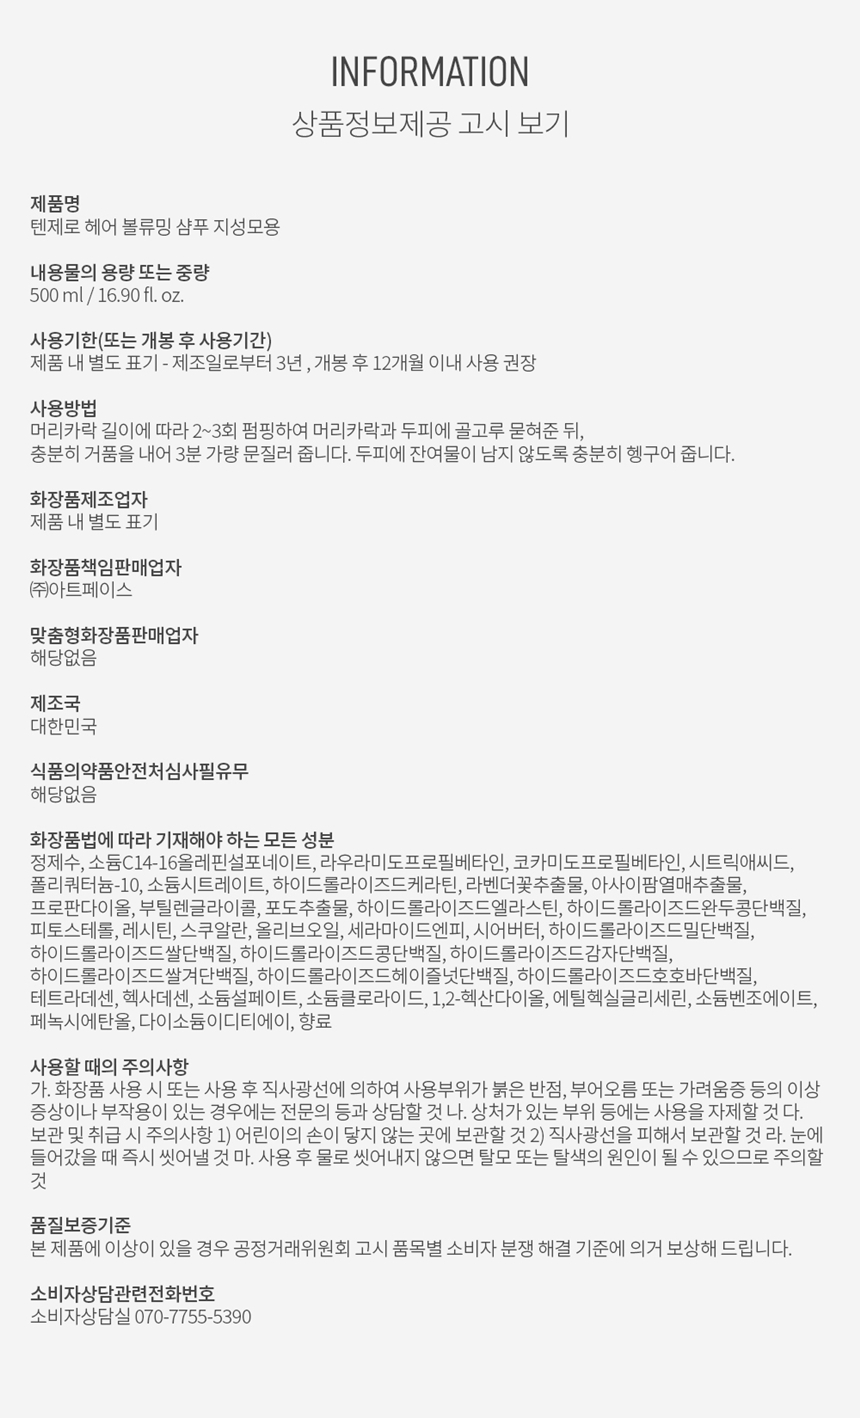 INFORMATION
상품정보제공 고시 보기
제품명
텐제로 헤어 볼류밍 샴푸 지성모용
내용물의 용량 또는 중량
500 ml / 16.90 fl. oz.
사용기한(또는 개봉 후 사용기간)
제품 내 별도 표기 - 제조일로부터 3년 , 개봉 후 12개월 이내 사용 권장
사용방법
머리카락 길이에 따라 2~3회 펌핑하여 머리카락과 두피에 골고루 묻혀준 뒤,
충분히 거품을 내어 3분 가량 문질러 줍니다. 두피에 잔여물이 남지 않도록 충분히 헹구어 줍니다.
화장품제조업자
제품 내 별도 표기
화장품책임판매업자
㈜아트페이스
맞춤형화장품판매업자
해당없음
제조국
대한민국
식품의약품안전처심사필유무
해당없음
화장품법에 따라 기재해야 하는 모든 성분
정제수, 소듐C14-16올레핀설포네이트, 라우라미도프로필베타인, 코카미도프로필베타인, 시트릭애씨드,
폴리쿼터늄-10, 소듐시트레이트, 하이드롤라이즈드케라틴, 라벤더꽃추출물, 아사이팜열매추출물,
프로판다이올, 부틸렌글라이콜, 포도추출물, 하이드롤라이즈드엘라스틴, 하이드롤라이즈드완두콩단백질,
피토스테롤, 레시틴, 스쿠알란, 올리브오일, 세라마이드엔피, 시어버터, 하이드롤라이즈드밀단백질,
하이드롤라이즈드쌀단백질, 하이드롤라이즈드콩단백질, 하이드롤라이즈드감자단백질,
하이드롤라이즈드쌀겨단백질, 하이드롤라이즈드헤이즐넛단백질, 하이드롤라이즈드호호바단백질,
테트라데센, 헥사데센, 소듐설페이트, 소듐클로라이드, 1,2-헥산다이올, 에틸헥실글리세린, 소듐벤조에이트,
페녹시에탄올, 다이소듐이디티에이, 향료
사용할 때의 주의사항
가. 화장품 사용 시 또는 사용 후 직사광선에 의하여 사용부위가 붉은 반점, 부어오름 또는 가려움증 등의 이상
증상이나 부작용이 있는 경우에는 전문의 등과 상담할 것 나. 상처가 있는 부위 등에는 사용을 자제할 것 다.
보관 및 취급 시 주의사항 1) 어린이의 손이 닿지 않는 곳에 보관할 것 2) 직사광선을 피해서 보관할 것 라. 눈에
들어갔을 때 즉시 씻어낼 것 마. 사용 후 물로 씻어내지 않으면 탈모 또는 탈색의 원인이 될 수 있으므로 주의할
것
품질보증기준
본 제품에 이상이 있을 경우 공정거래위원회 고시 품목별 소비자 분쟁 해결 기준에 의거 보상해 드립니다.
소비자상담관련전화번호
소비자상담실 070-7755-5390